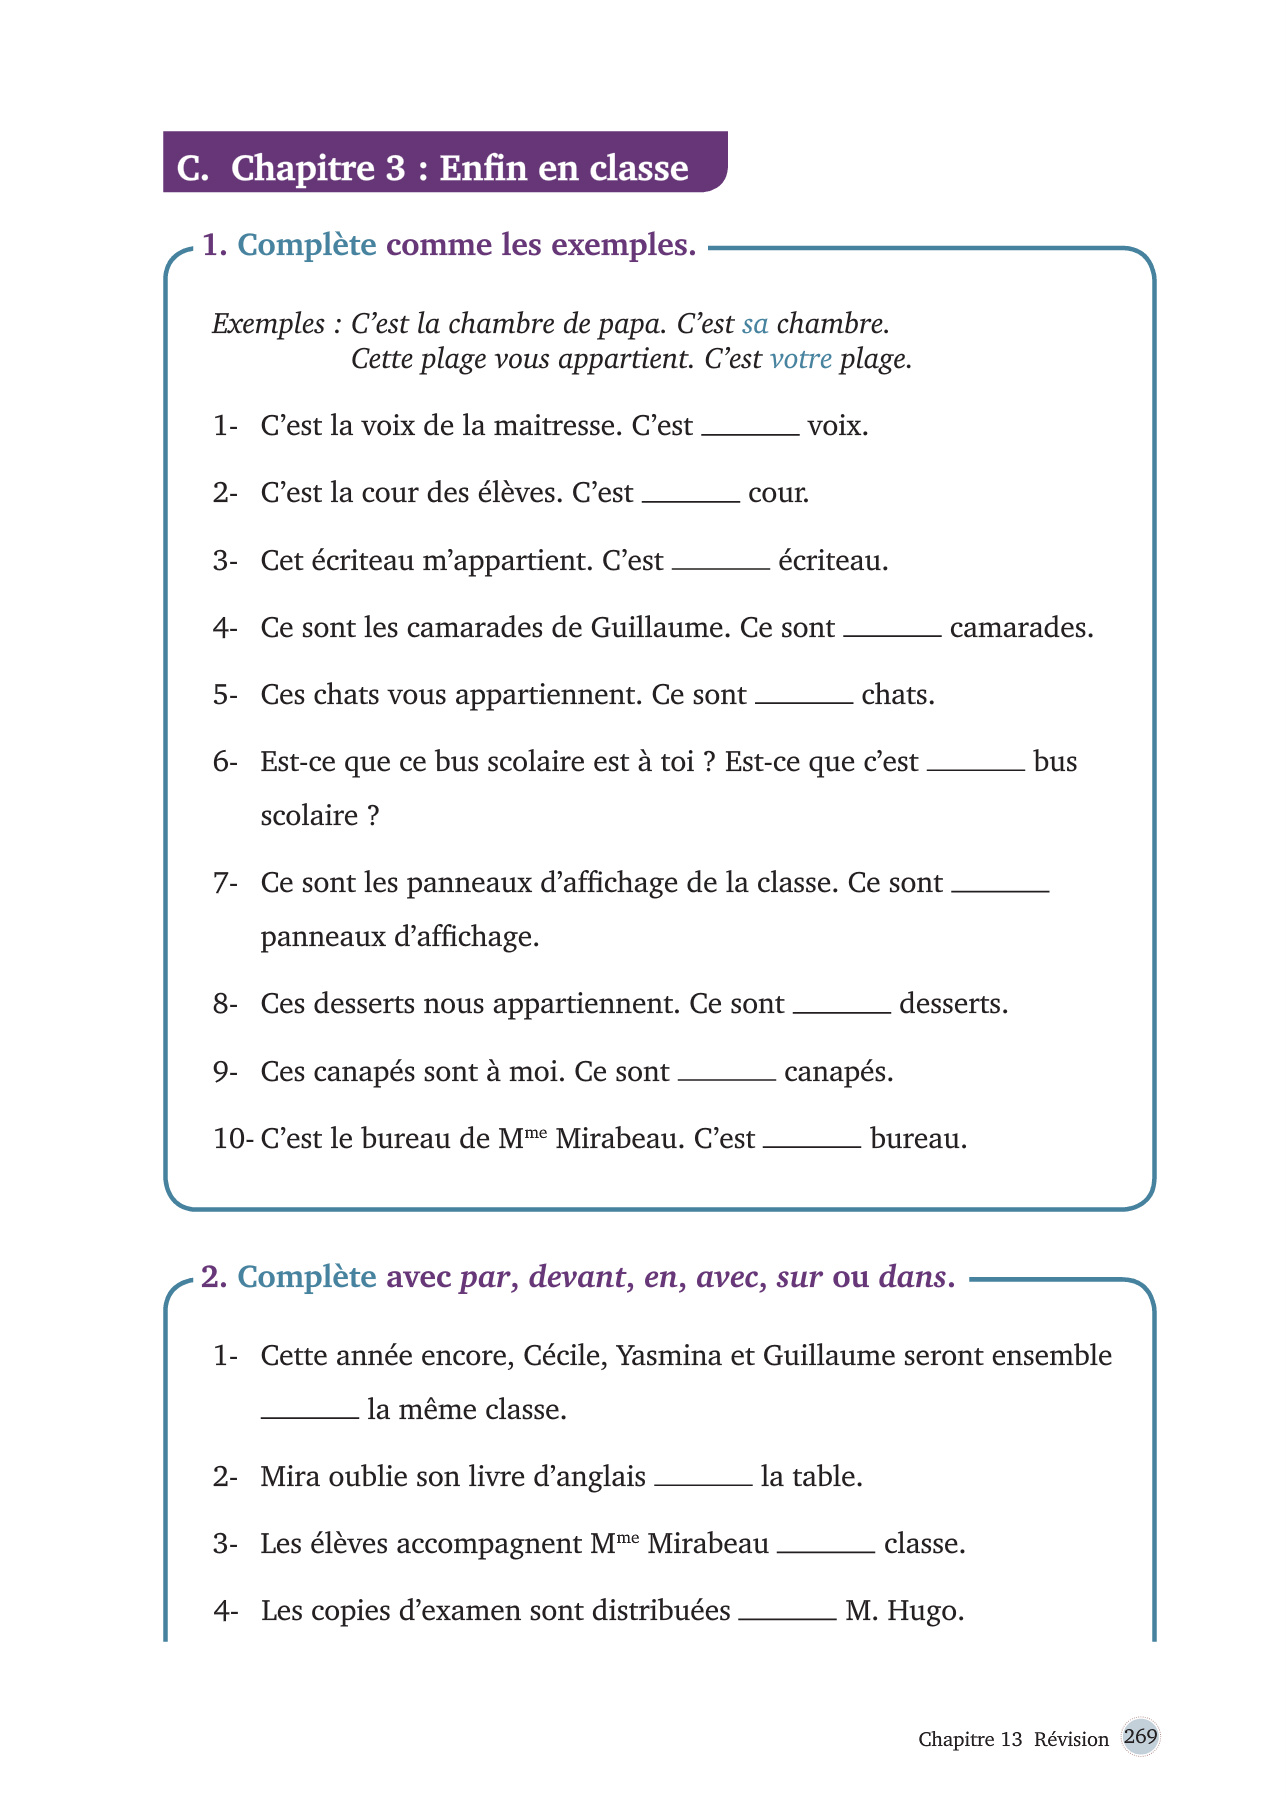 C. Chapitre 3 : Enfin en classe
1. Complète comme les exemples.
Exemples : C’est la chambre de papa. C’est sa chambre.
Cette plage vous appartient. C’est votre plage.
1- C’est la voix de la maitresse. C’est _______ voix.
2- C’est la cour des élèves. C’est _______ cour.
3- Cet écriteau m’appartient. C’est _______ écriteau.
4- Ce sont les camarades de Guillaume. Ce sont _______ camarades.
5- Ces chats vous appartiennent. Ce sont _______ chats.
6- Est-ce que ce bus scolaire est à toi ? Est-ce que c’est _______ bus
scolaire ?
7- Ce sont les panneaux d’affichage de la classe. Ce sont _______
panneaux d’affichage.
8- Ces desserts nous appartiennent. Ce sont _______ desserts.
9- Ces canapés sont à moi. Ce sont _______ canapés.
10- C’est le bureau de Mme Mirabeau. C’est _______ bureau.
2. Complète avec par, devant, en, avec, sur ou dans.
1- Cette année encore, Cécile, Yasmina et Guillaume seront ensemble
_______ la même classe.
2- Mira oublie son livre d’anglais _______ la table.
3- Les élèves accompagnent Mme Mirabeau _______ classe.
4- Les copies d’examen sont distribuées _______ M. Hugo.
Chapitre 13 Révision 269